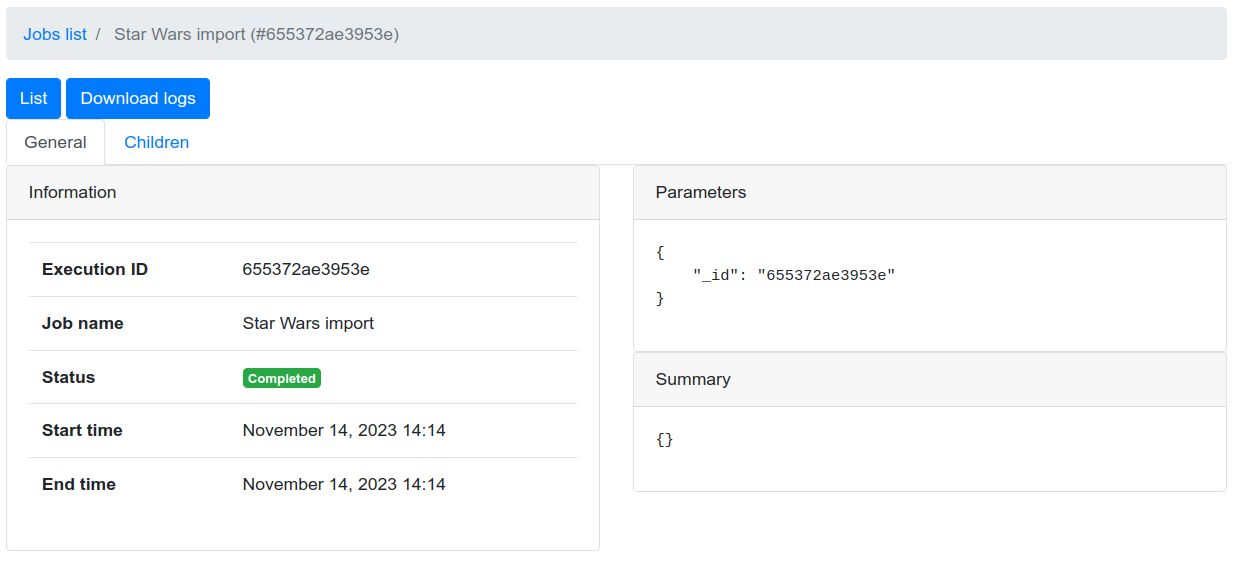 Jobs list / Star Wars import (#655372ae3953e)
List Download logs
General Children
Information
Execution ID 655372ae3953e
Job name Star Wars import
Status Completed
Start time November 14, 2023 14:14
End time November 14, 2023 14:14
Parameters
{
    "_id": "655372ae3953e"
}
Summary
{}